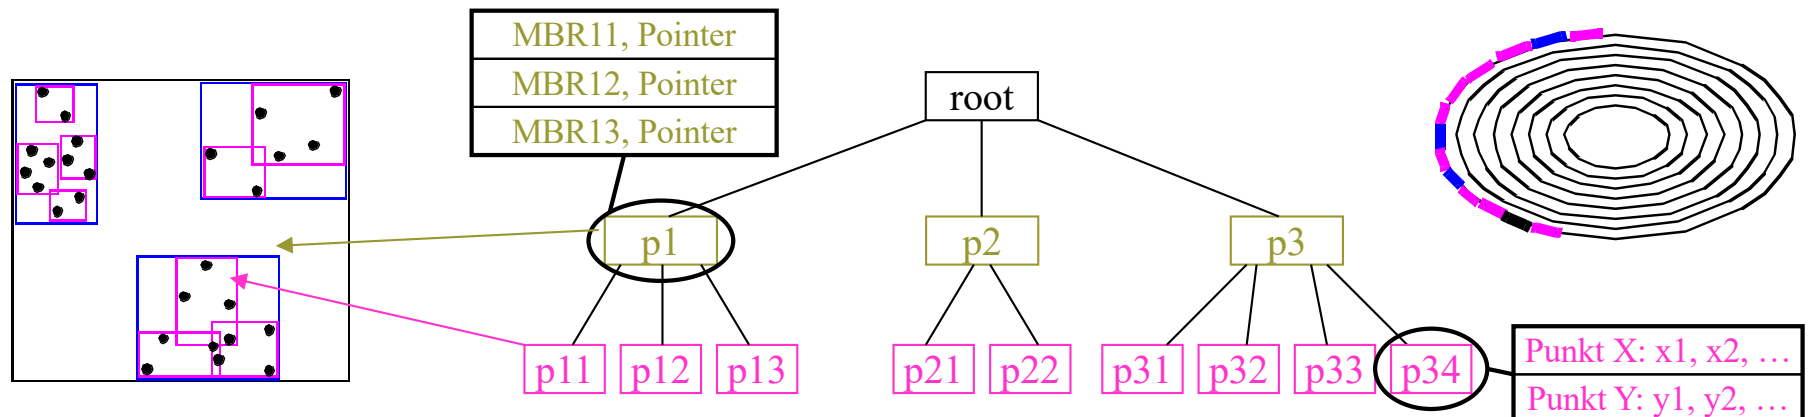 MBR11, Pointer
MBR12, Pointer
MBR13, Pointer
root
p1
p2
p3
p11
p12
p13
p21
p22
p31
p32
p33
p34
Punkt X: x1, x2, …
Punkt Y: y1, y2, …